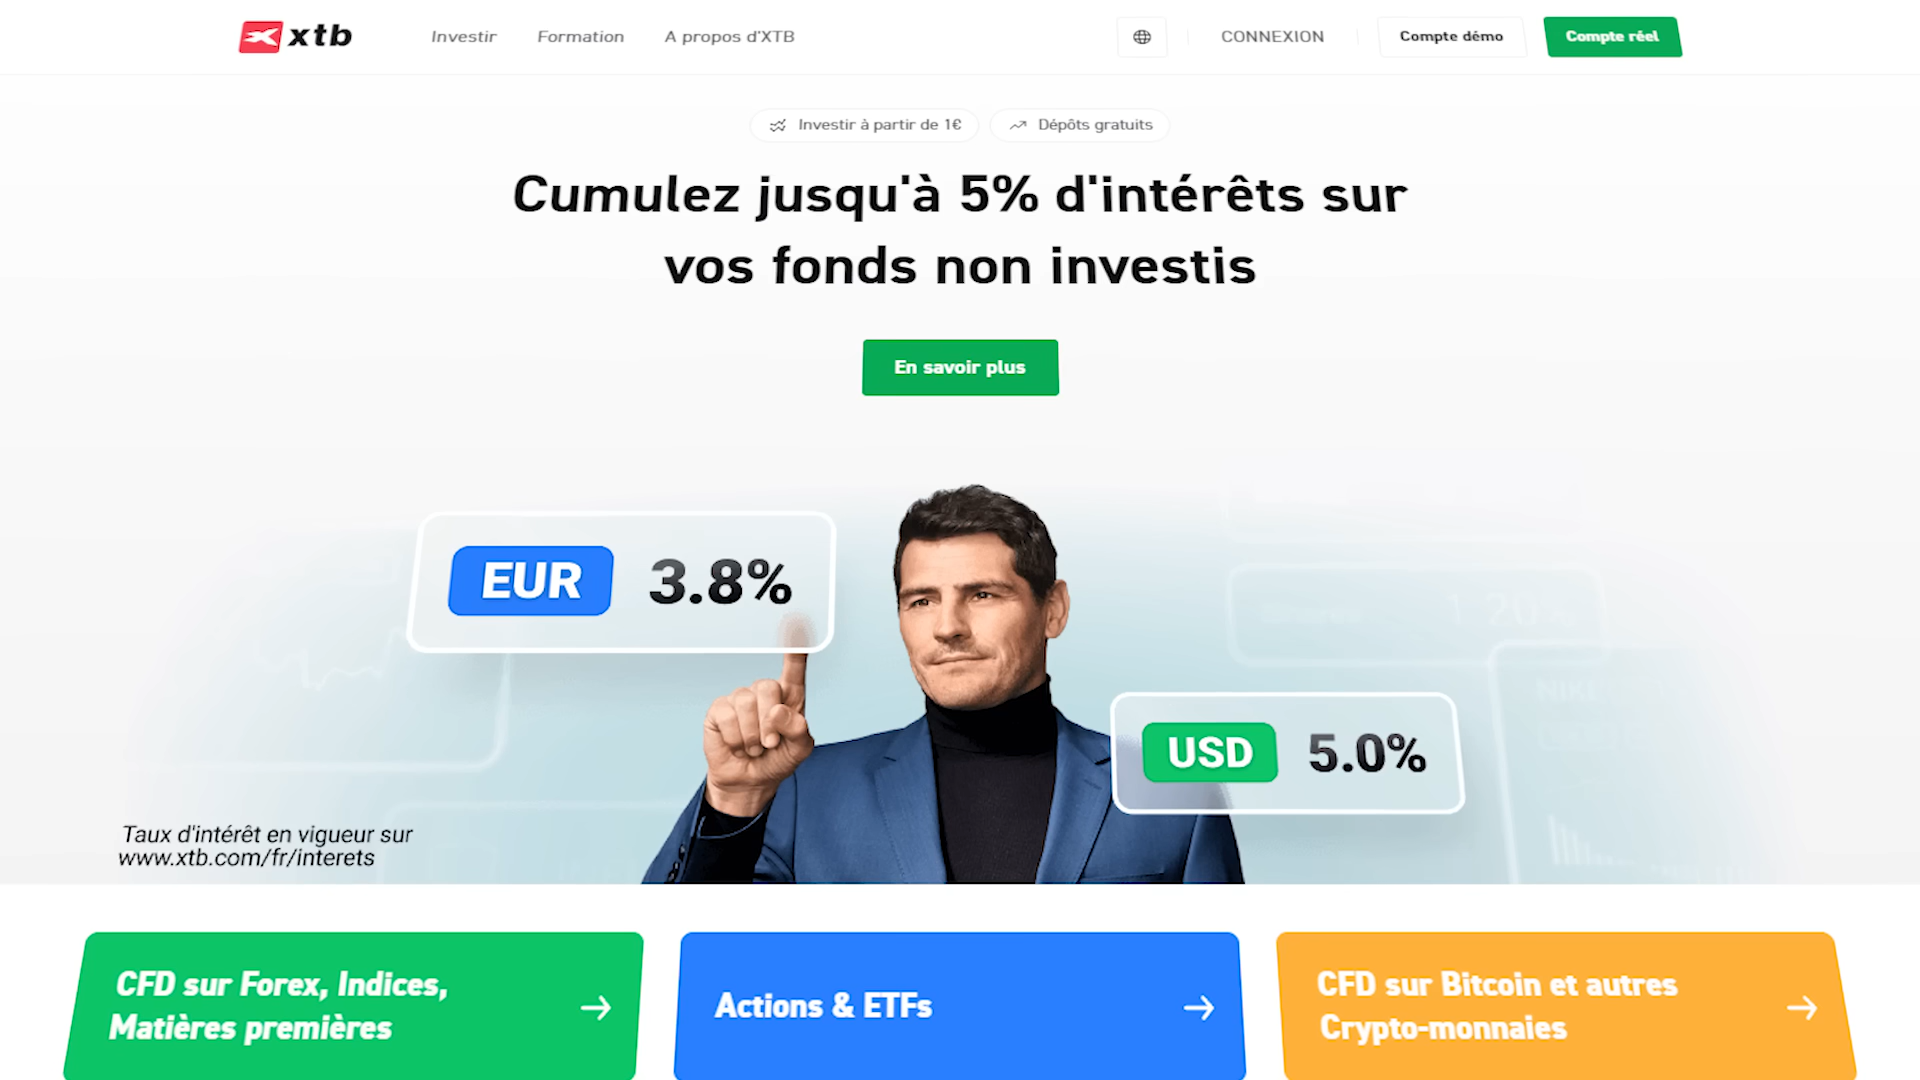 xtb
Investir
Formation
A propos d'XTB
CONNEXION
Compte démo
Compte réel
Investir à partir de 1€
Dépôts gratuits
Cumulez jusqu'à 5% d'intérêts sur
vos fonds non investis
En savoir plus
EUR 3.8%
USD 5.0%
Taux d'intérêt en vigueur sur
www.xtb.com/fr/interets
CFD sur Forex, Indices,
Matières premières
Actions & ETFs
CFD sur Bitcoin et autres
Crypto-monnaies